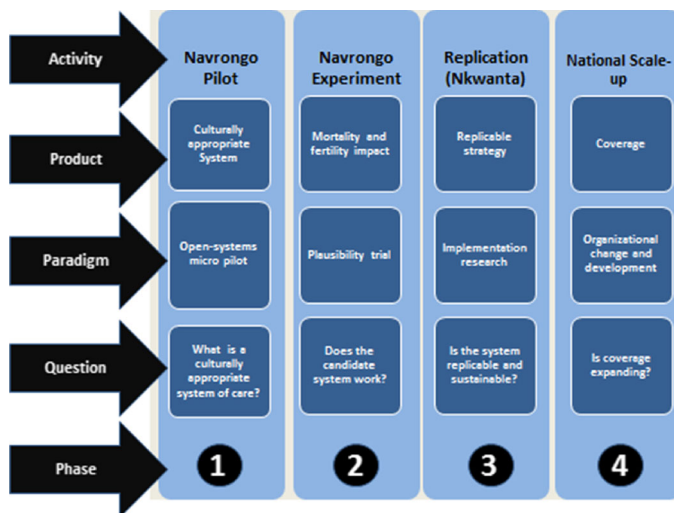 Activity
Navrongo
Pilot
Navrongo
Experiment
Replication
(Nkwanta)
National Scale-
up
Product
Culturally
appropriate
System
Mortality and
fertility impact
Replicable
strategy
Coverage
Paradigm
Open-systems
micro pilot
Plausibility trial
Implementation
research
Organizational
change and
development
Question
What is a
culturally
appropriate
system of care?
Does the
candidate
system work?
Is the system
replicable and
sustainable?
Is coverage
expanding?
Phase
1
2
3
4